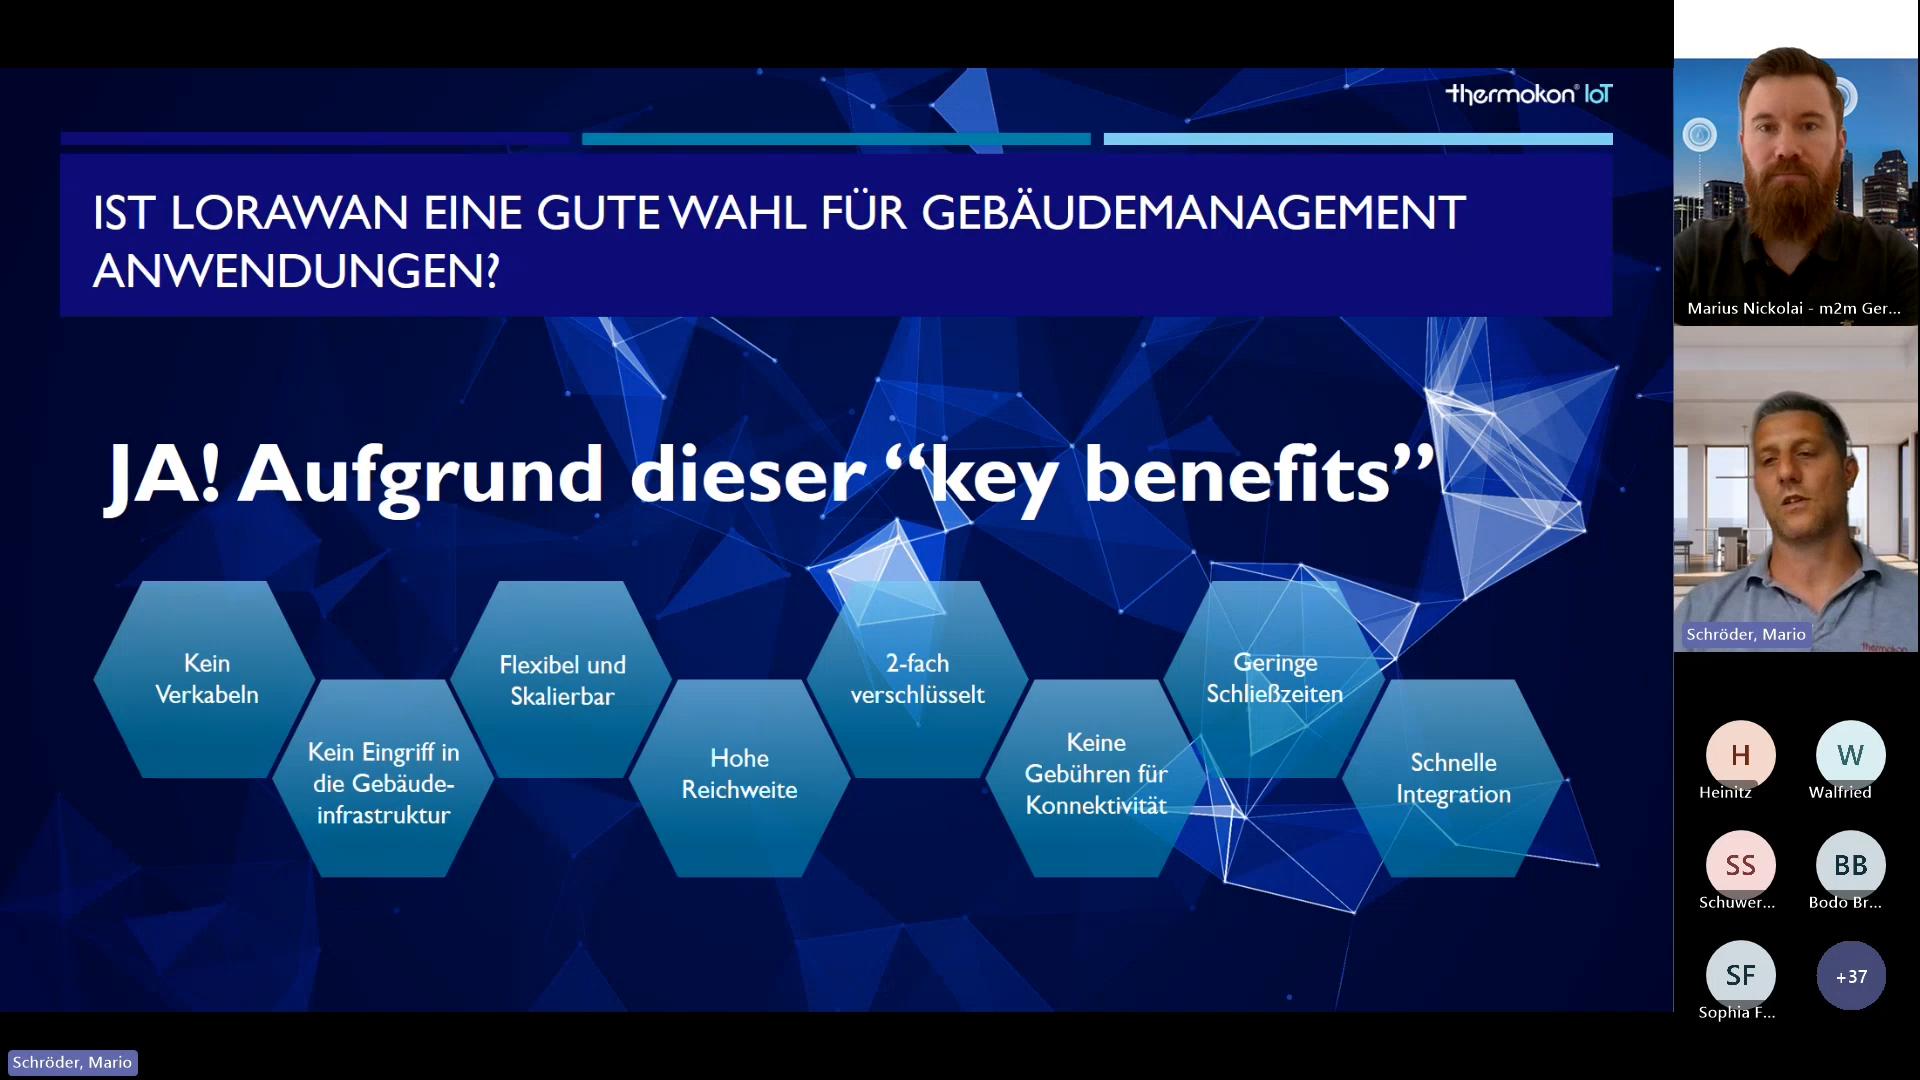 thermokon® IoT
IST LORAWAN EINE GUTE WAHL FÜR GEBÄUDEMANAGEMENT
ANWENDUNGEN?
JA! Aufgrund dieser “key benefits”
Kein
Verkabeln
Kein Eingriff in
die Gebäude-
infrastruktur
Flexibel und
Skalierbar
Hohe
Reichweite
2-fach
verschlüsselt
Keine
Gebühren für
Konnektivität
Geringe
Schließzeiten
Schnelle
Integration
Marius Nickolai - m2m Ger...
Schröder, Mario
thermokon
H
Heinitz
W
Walfried
SS
Schuwer...
BB
Bodo Br...
SF
Sophia F...
+37
Schröder, Mario